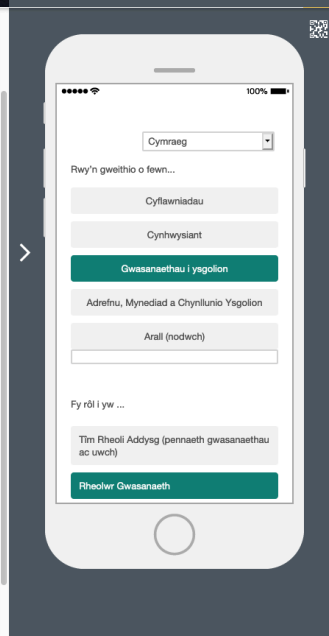 100%
Cymraeg
Rwy'n gweithio o fewn...
Cyflawniadau
Cynhwysiant
Gwasanaethau i ysgolion
Adrefnu, Mynediad a Chynllunio Ysgolion
Arall (nodwch)
Fy rôl i yw ...
Tîm Rheoli Addysg (pennaeth gwasanaethau
ac uwch)
Rheolwr Gwasanaeth